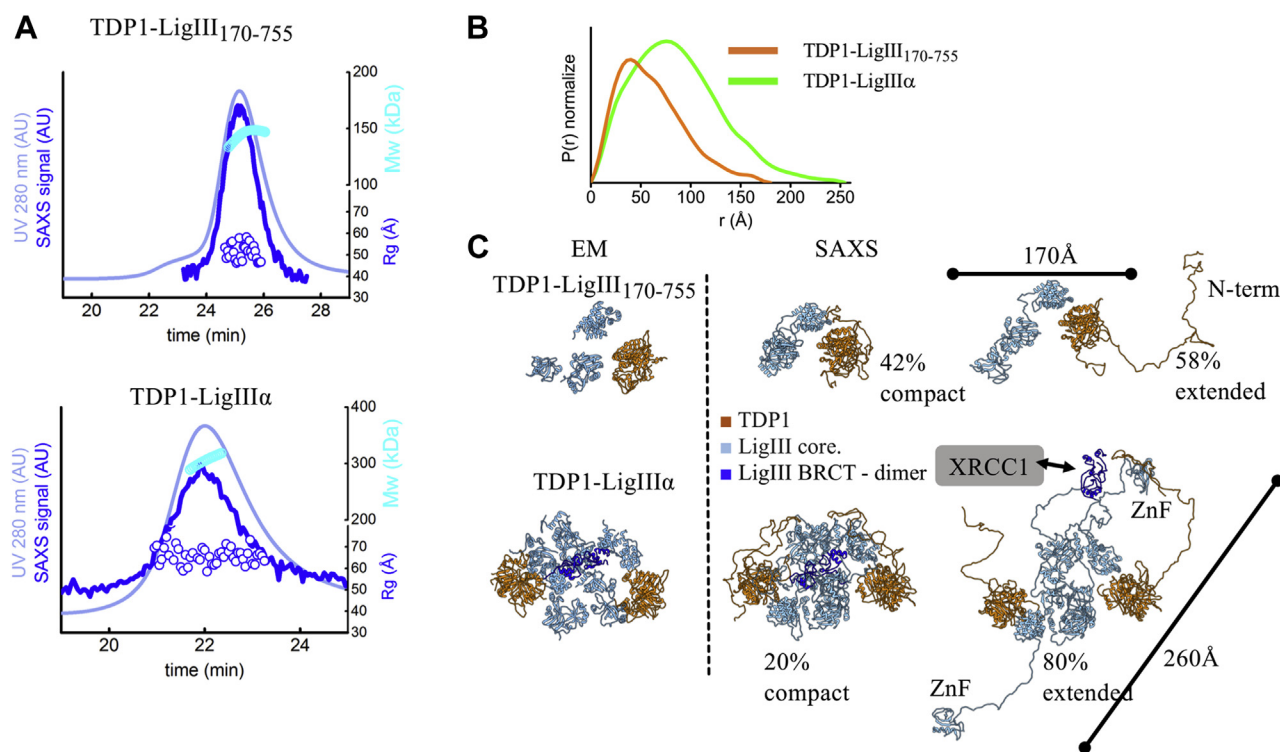 A
TDP1-LigIII170-755
UV 280 nm (AU)
SAXS signal (AU)
200
150
100
70
60
50
40
30
Mw (kDa)
Rg (Å)
20 22 24 26 28
time (min)
TDP1-LigIIIα
UV 280 nm (AU)
SAXS signal (AU)
400
300
200
70
60
50
40
30
Mw (kDa)
Rg (Å)
20 22 24
time (min)
B
P(r) normalize
TDP1-LigIII170-755
TDP1-LigIIIα
0 50 100 150 200 250
r (Å)
C
EM SAXS
170Å
N-term
TDP1-LigIII170-755
42%
compact
58%
extended
TDP1
LigIII core.
LigIII BRCT - dimer
XRCC1
ZnF
TDP1-LigIIIα
20%
compact
ZnF
80%
extended
260Å